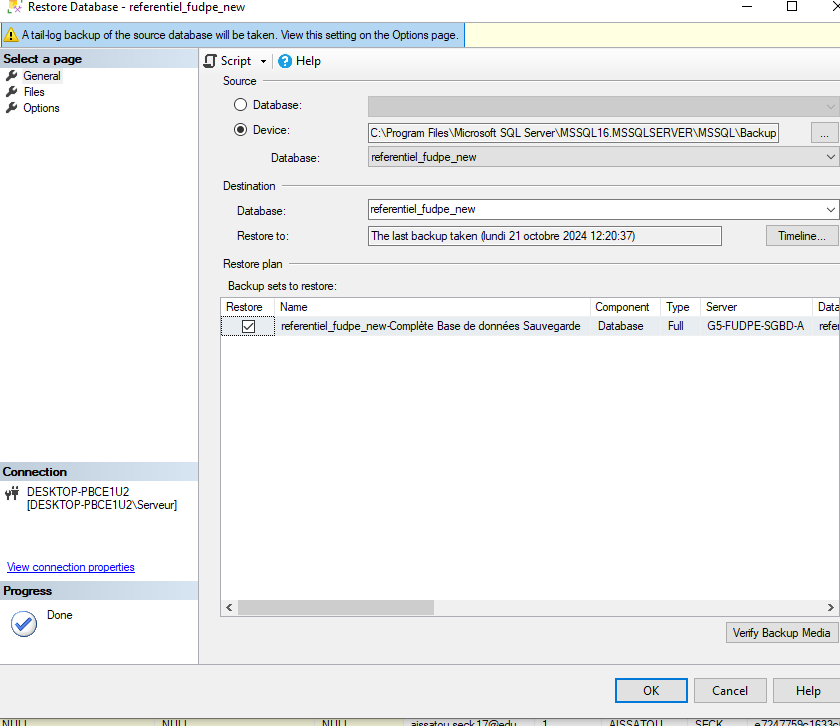 Restore Database - referentiel_fudpe_new
A tail-log backup of the source database will be taken. View this setting on the Options page.
Select a page
General
Files
Options
Script
Help
Source
Database:
Device:
C:\Program Files\Microsoft SQL Server\MSSQL16.MSSQLSERVER\MSSQL\Backup
...
Database:
referentiel_fudpe_new
Destination
Database:
referentiel_fudpe_new
Restore to:
The last backup taken (lundi 21 octobre 2024 12:20:37)
Timeline...
Restore plan
Backup sets to restore:
Restore Name Component Type Server Data
referentiel_fudpe_new-Complète Base de données Sauvegarde Database Full G5-FUDPE-SGBD-A refe
Connection
DESKTOP-PBCE1U2
[DESKTOP-PBCE1U2\Serveur]
View connection properties
Progress
Done
Verify Backup Media
OK
Cancel
Help
NULL NULL NULL aissatou.seck17@edu 1 AISSATOU SECK